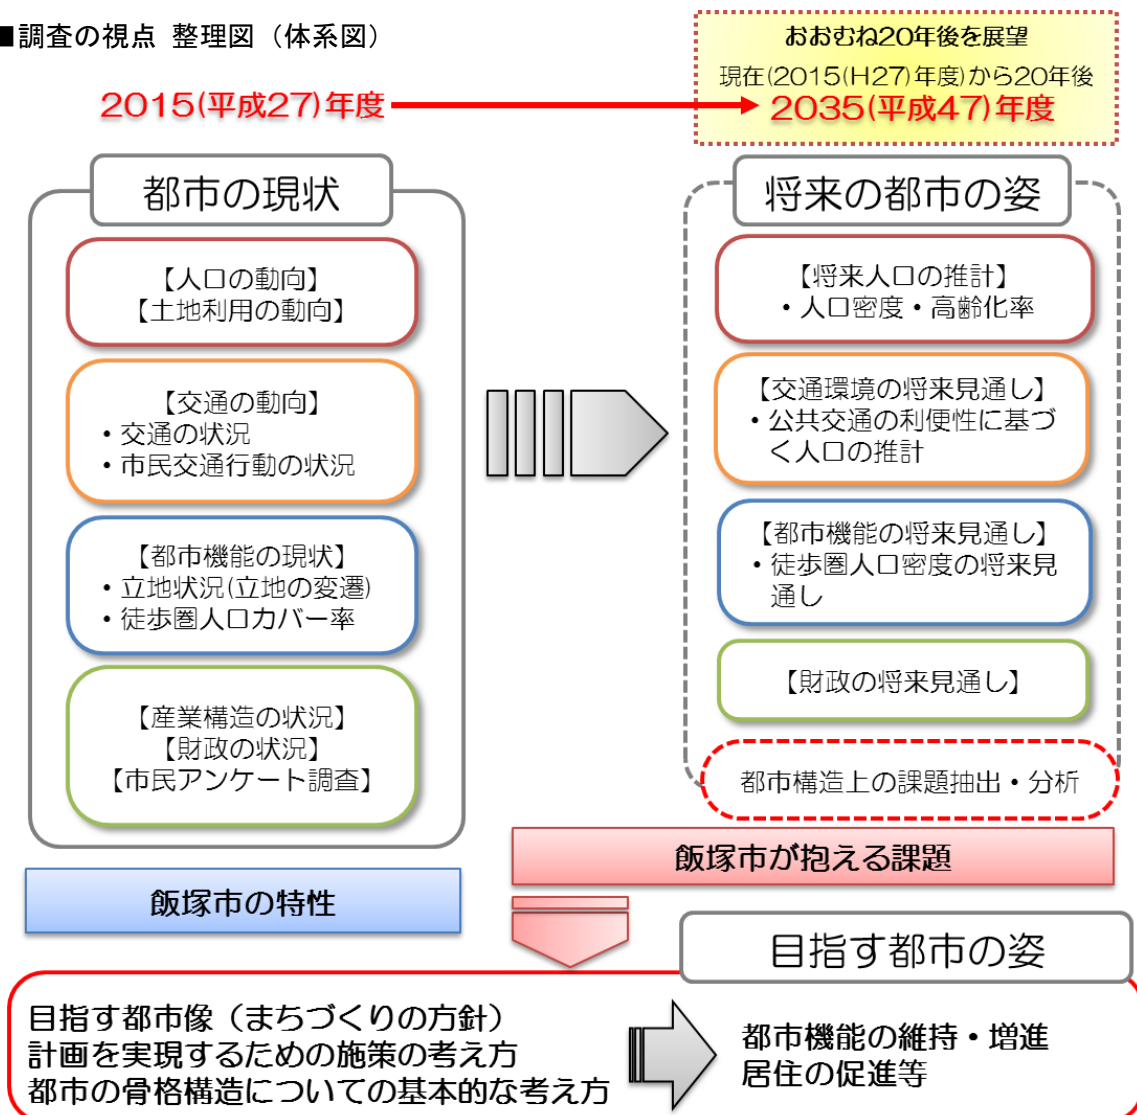 ■調査の視点 整理図（体系図）
おおむね20年後を展望
現在(2015(H27)年度)から20年後
2015(平成27)年度
2035(平成47)年度
都市の現状
【人口の動向】
【土地利用の動向】
【交通の動向】
・交通の状況
・市民交通行動の状況
【都市機能の現状】
・立地状況(立地の変遷)
・徒歩圏人口カバー率
【産業構造の状況】
【財政の状況】
【市民アンケート調査】
飯塚市の特性
将来の都市の姿
【将来人口の推計】
・人口密度・高齢化率
【交通環境の将来見通し】
・公共交通の利便性に基づ
く人口の推計
【都市機能の将来見通し】
・徒歩圏人口密度の将来見
通し
【財政の将来見通し】
都市構造上の課題抽出・分析
飯塚市が抱える課題
目指す都市の姿
目指す都市像（まちづくりの方針）
計画を実現するための施策の考え方
都市の骨格構造についての基本的な考え方
都市機能の維持・増進
居住の促進等